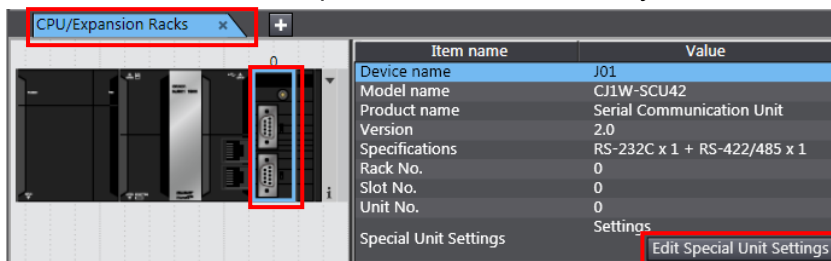 CPU/Expansion Racks × +
0
Item name Value
Device name J01
Model name CJ1W-SCU42
Product name Serial Communication Unit
Version 2.0
Specifications RS-232C x 1 + RS-422/485 x 1
Rack No. 0
Slot No. 0
Unit No. 0
Special Unit Settings Settings
Edit Special Unit Settings